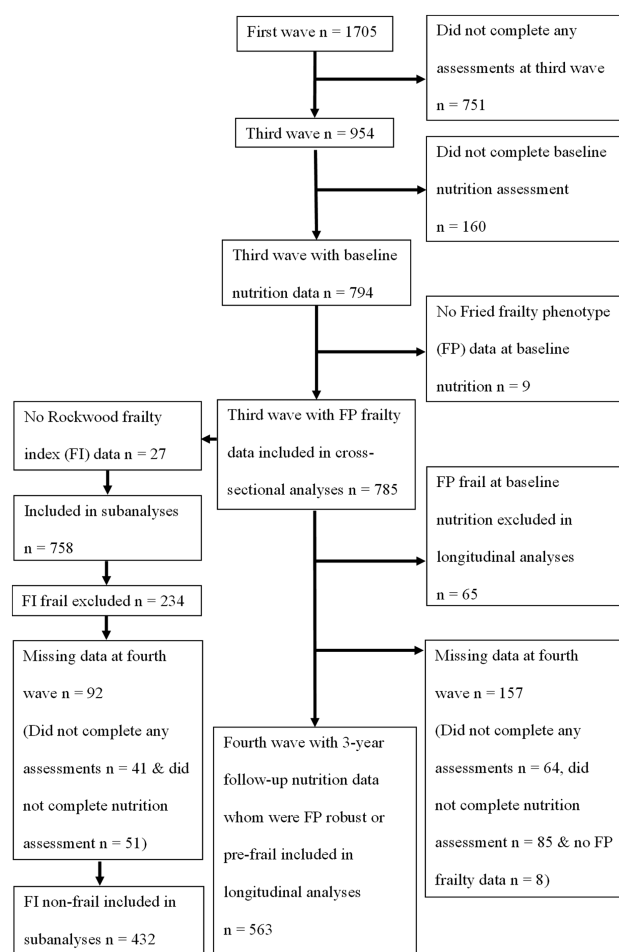 First wave n = 1705
Did not complete any
assessments at third wave
n = 751
Third wave n = 954
Did not complete baseline
nutrition assessment
n = 160
Third wave with baseline
nutrition data n = 794
No Fried frailty phenotype
(FP) data at baseline
nutrition n = 9
Third wave with FP frailty
data included in cross-
sectional analyses n = 785
No Rockwood frailty
index (FI) data n = 27
Included in subanalyses
n = 758
FI frail excluded n = 234
Missing data at fourth
wave n = 92
(Did not complete any
assessments n = 41 & did
not complete nutrition
assessment n = 51)
FI non-frail included in
subanalyses n = 432
FP frail at baseline
nutrition excluded in
longitudinal analyses
n = 65
Missing data at fourth
wave n = 157
(Did not complete any
assessments n = 64, did
not complete nutrition
assessment n = 85 & no FP
frailty data n = 8)
Fourth wave with 3-year
follow-up nutrition data
whom were FP robust or
pre-frail included in
longitudinal analyses
n = 563